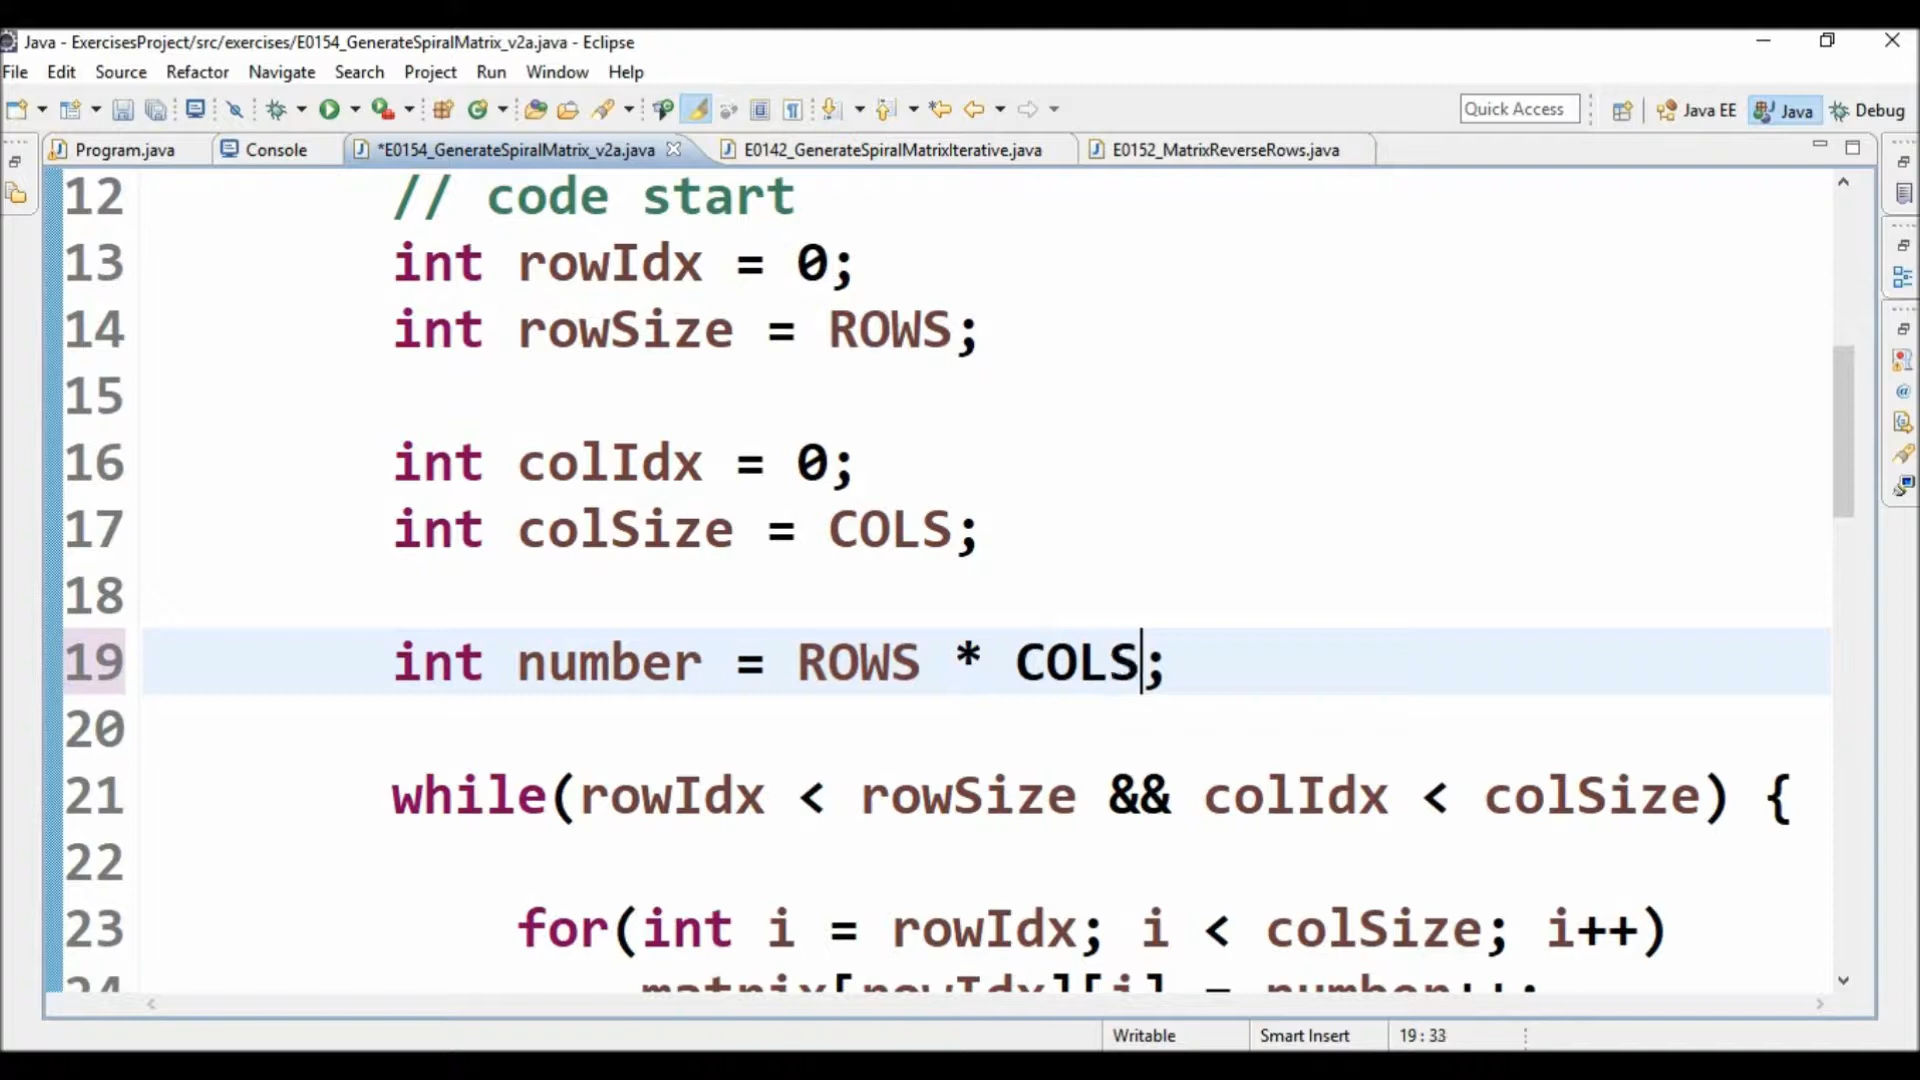 Java - ExercisesProject/src/exercises/E0154_GenerateSpiralMatrix_v2a.java - Eclipse
File Edit Source Refactor Navigate Search Project Run Window Help
Quick Access Java EE Java Debug
Program.java Console *E0154_GenerateSpiralMatrix_v2a.java E0142_GenerateSpiralMatrixIterative.java E0152_MatrixReverseRows.java
12 // code start
13 int rowIdx = 0;
14 int rowSize = ROWS;
15
16 int colIdx = 0;
17 int colSize = COLS;
18
19 int number = ROWS * COLS;
20
21 while(rowIdx < rowSize && colIdx < colSize) {
22
23 for(int i = rowIdx; i < colSize; i++)
24 matrix[rowIdx][i] = number++;
Writable Smart Insert 19 : 33